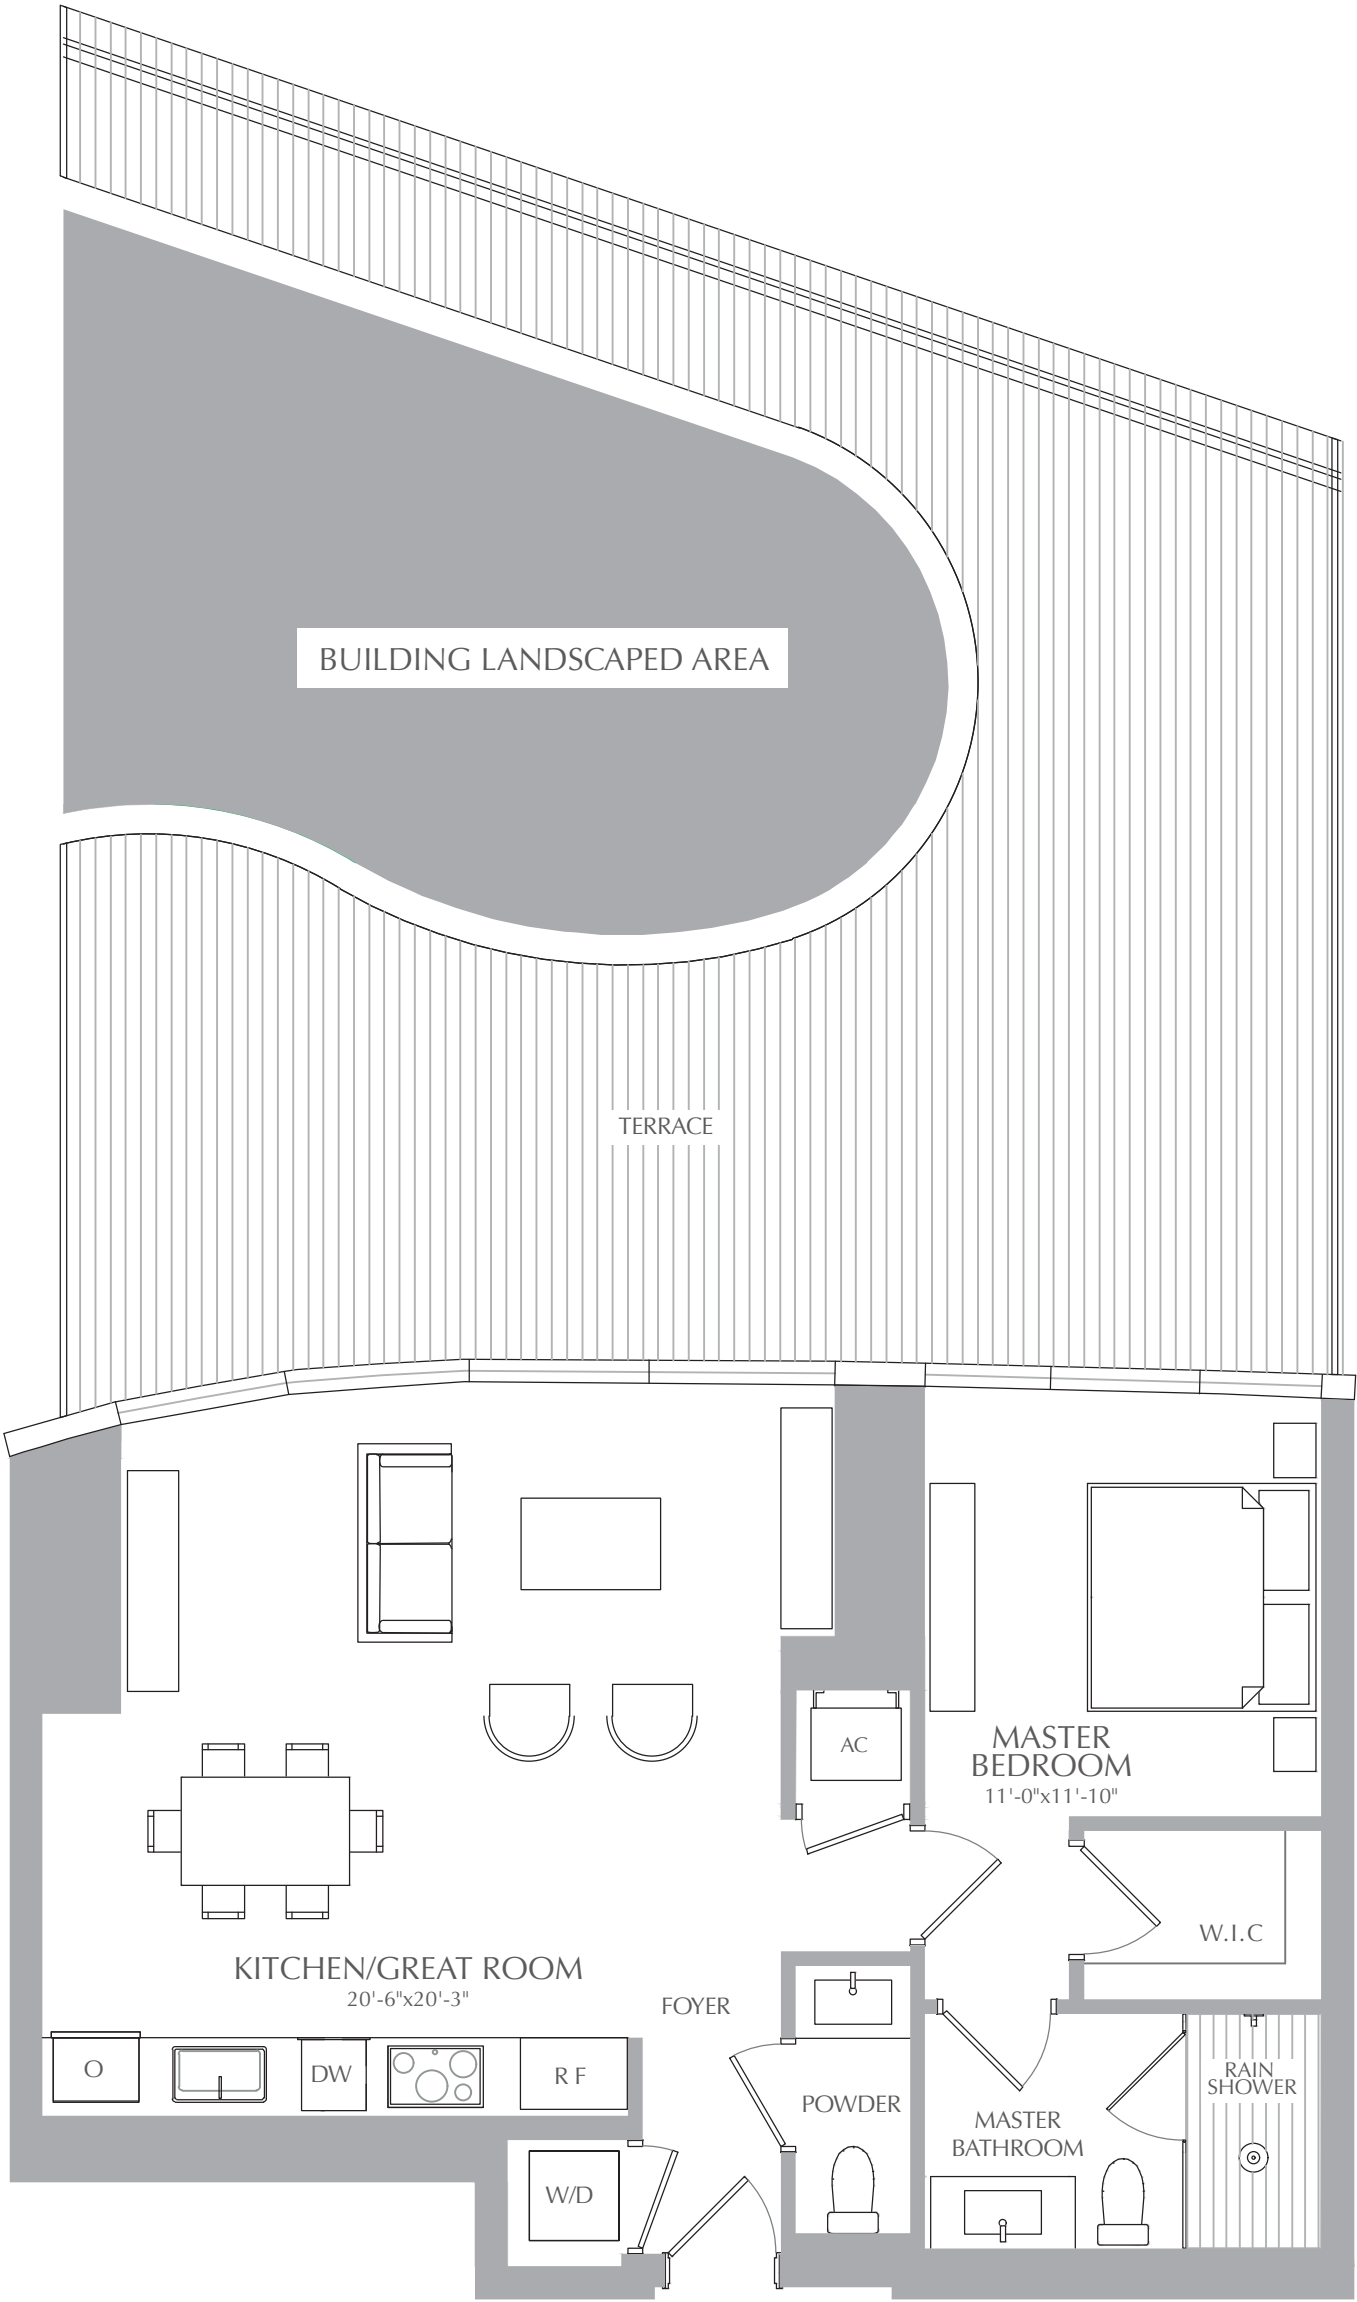 BUILDING LANDSCAPED AREA
TERRACE
AC
MASTER
BEDROOM
11'-0"x11'-10"
W.I.C
KITCHEN/GREAT ROOM
20'-6"x20'-3"
FOYER
O
DW
R F
POWDER
RAIN
SHOWER
MASTER
BATHROOM
W/D